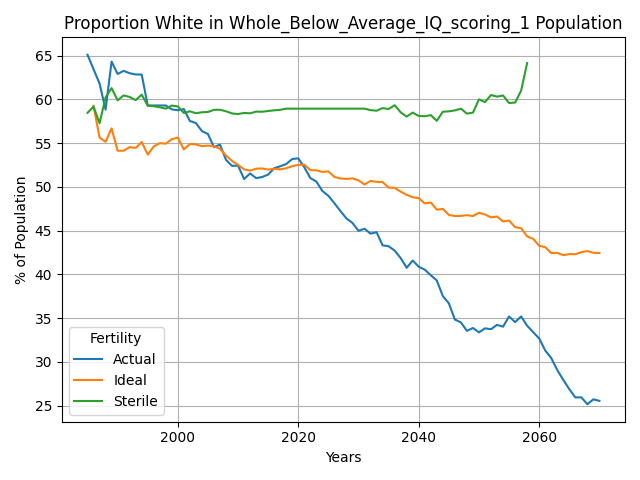 Proportion White in Whole_Below_Average_IQ_scoring_1 Population
% of Population
65
60
55
50
45
40
35
30
25
Fertility
Actual
Ideal
Sterile
2000 2020 2040 2060
Years